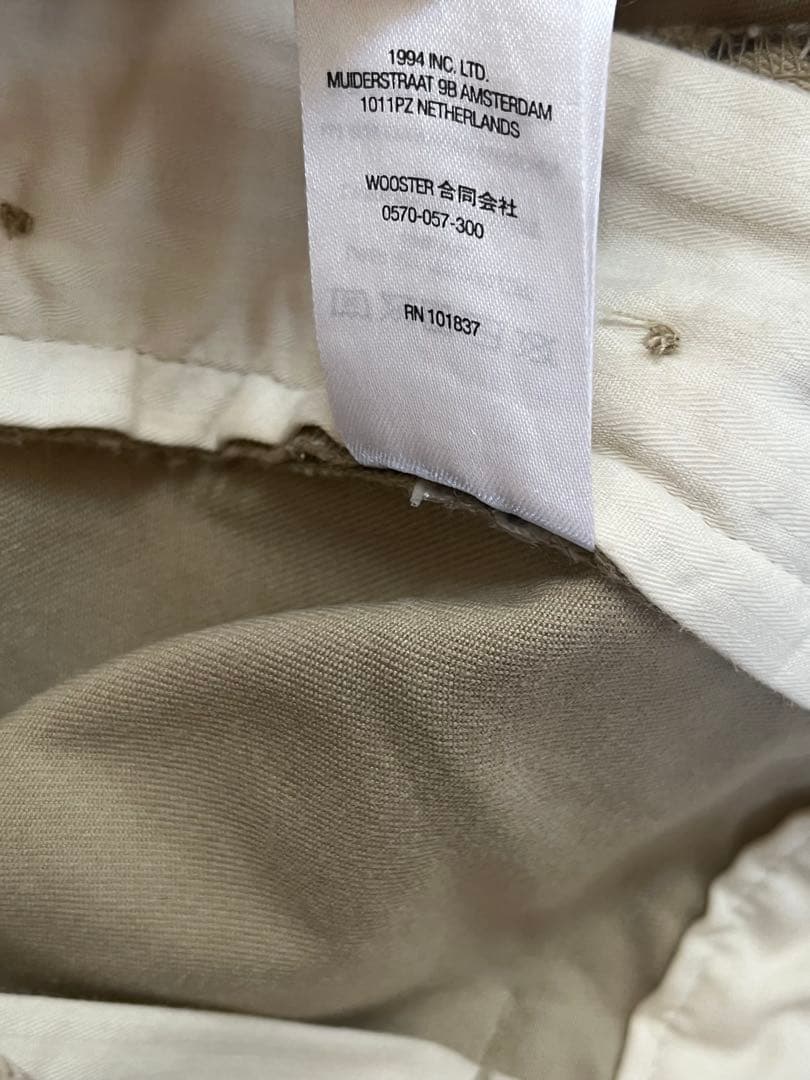 1994 INC. LTD.
MUIDERSTRAAT 9B AMSTERDAM
1011PZ NETHERLANDS
WOOSTER 合同会社
0570-057-300
RN 101837